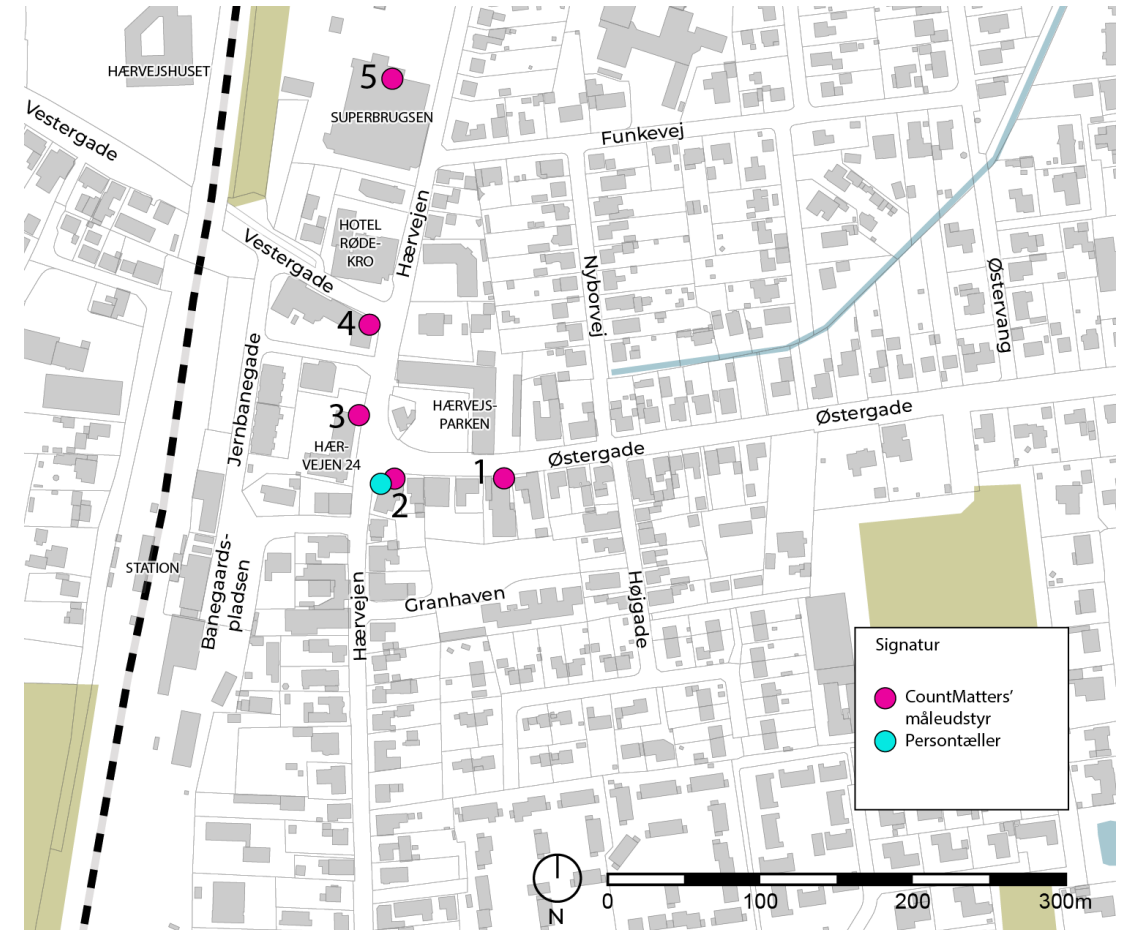 HÆRVEJSHUSET
5
SUPERBRUGSEN
Vestergade
Funkevej
HOTEL
RØDE-
KRO
Hærvejen
Vestergade
Nyborvej
Østervang
4
Jernbanegade
3
HÆR-
VEJEN 24
HÆRVEJS-
PARKEN
Østergade
Østergade
1
2
STATION
Banegaards-
pladsen
Hærvejen
Granhaven
Højgade
Signatur
CountMatters’
måleudstyr
Persontæller
N
0
100
200
300m